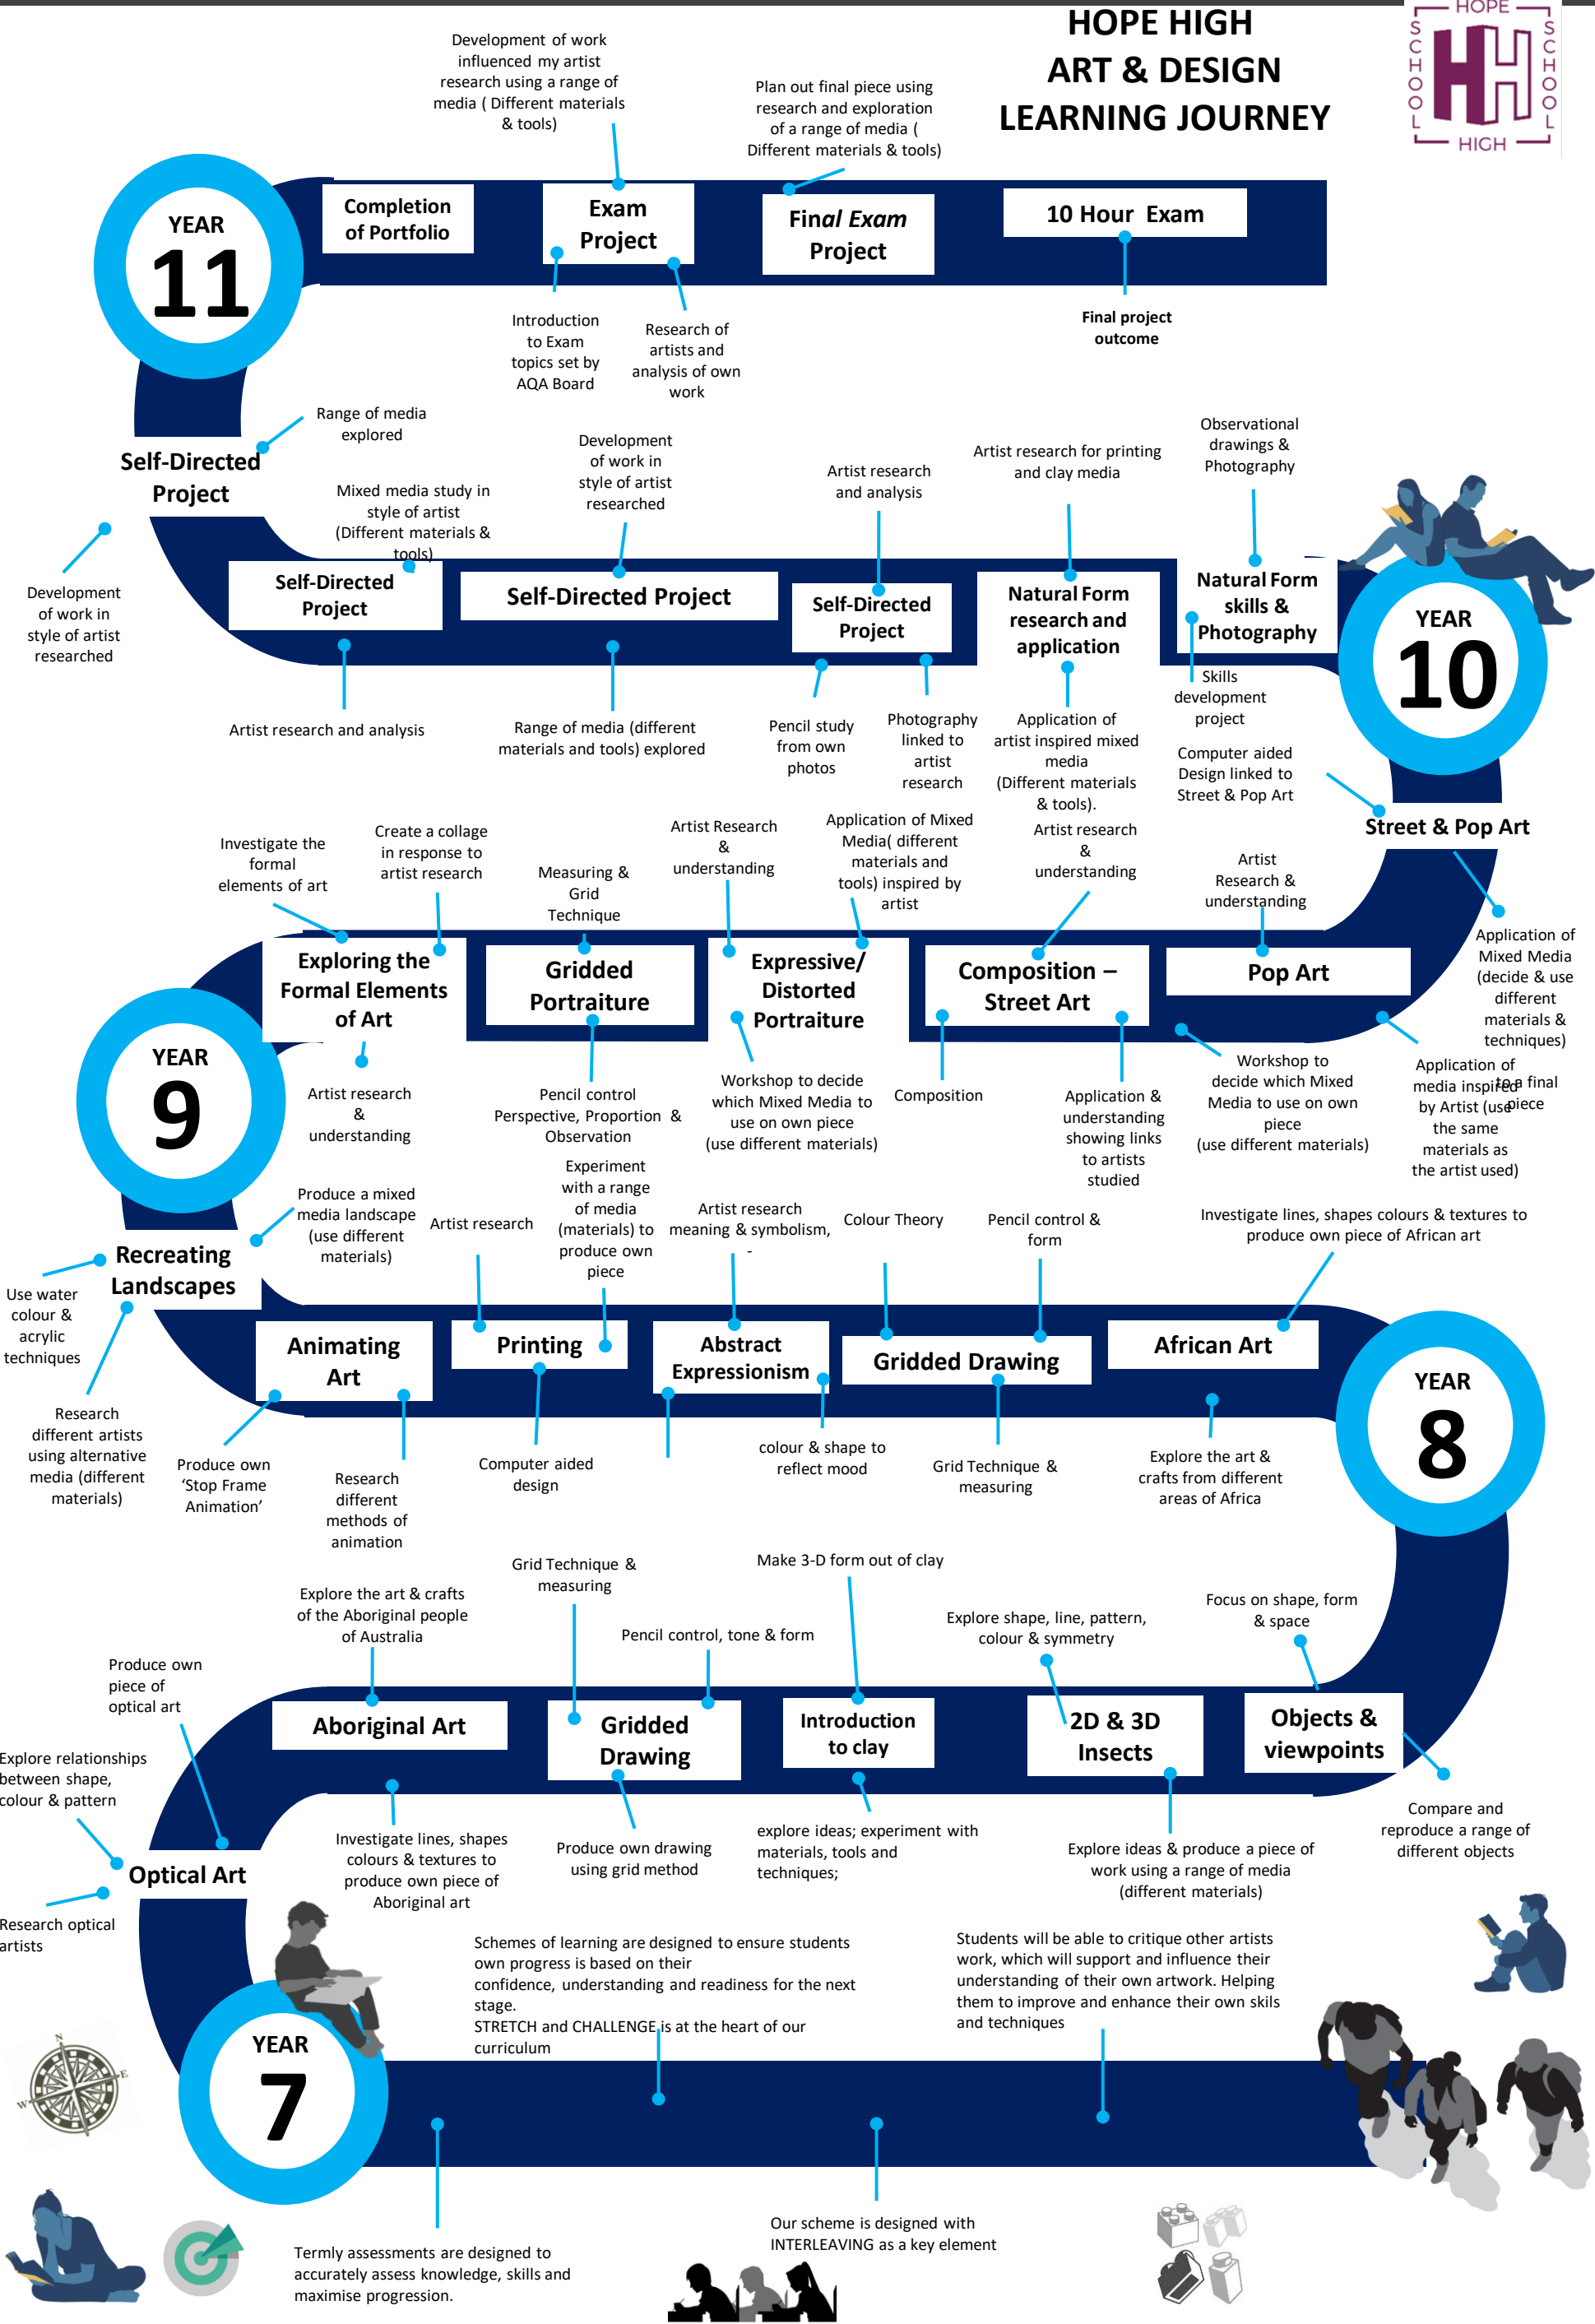 HOPE HIGH
ART & DESIGN
LEARNING JOURNEY
HOPE
SCHOOL
SCHOOL
HIGH
Development of work
influenced my artist
research using a range of
media ( Different materials
& tools)
Plan out final piece using
research and exploration
of a range of media (
Different materials & tools)
YEAR
11
Completion
of Portfolio
Exam
Project
Final Exam
Project
10 Hour Exam
Introduction
to Exam
topics set by
AQA Board
Research of
artists and
analysis of own
work
Final project
outcome
Range of media
explored
Self-Directed
Project
Development
of work in
style of artist
researched
Mixed media study in
style of artist
(Different materials &
tools)
Development
of work in
style of artist
researched
Artist research
and analysis
Artist research for printing
and clay media
Observational
drawings &
Photography
Self-Directed
Project
Self-Directed Project
Self-Directed
Project
Natural Form
research and
application
Natural Form
skills &
Photography
YEAR
10
Artist research and analysis
Range of media (different
materials and tools) explored
Pencil study
from own
photos
Photography
linked to
artist
research
Application of
artist inspired mixed
media
(Different materials
& tools).
Skills
development
project
Computer aided
Design linked to
Street & Pop Art
Street & Pop Art
Application of
Mixed Media
(decide & use
different
materials &
techniques)
to a final
piece
Investigate the
formal
elements of art
Create a collage
in response to
artist research
Measuring &
Grid
Technique
Artist Research
&
understanding
Application of Mixed
Media( different
materials and
tools) inspired by
artist
Artist research
&
understanding
Artist
Research &
understanding
Exploring the
Formal Elements
of Art
Gridded
Portraiture
Expressive/
Distorted
Portraiture
Composition –
Street Art
Pop Art
YEAR
9
Artist research
&
understanding
Pencil control
Perspective, Proportion &
Observation
Workshop to decide
which Mixed Media to
use on own piece
(use different materials)
Composition
Application &
understanding
showing links
to artists
studied
Workshop to
decide which Mixed
Media to use on own
piece
(use different materials)
Application of
media inspired
by Artist (use
the same
materials as
the artist used)
Produce a mixed
media landscape
(use different
materials)
Recreating
Landscapes
Use water
colour &
acrylic
techniques
Research
different artists
using alternative
media (different
materials)
Artist research
Experiment
with a range
of media
(materials) to
produce own
piece
Artist research
meaning & symbolism,
-
Colour Theory
Pencil control &
form
Investigate lines, shapes colours & textures to
produce own piece of African art
Animating
Art
Printing
Abstract
Expressionism
Gridded Drawing
African Art
YEAR
8
Produce own
‘Stop Frame
Animation’
Research
different
methods of
animation
Computer aided
design
colour & shape to
reflect mood
Grid Technique &
measuring
Explore the art &
crafts from different
areas of Africa
Explore the art & crafts
of the Aboriginal people
of Australia
Grid Technique &
measuring
Pencil control, tone & form
Make 3-D form out of clay
Explore shape, line, pattern,
colour & symmetry
Focus on shape, form
& space
Aboriginal Art
Gridded
Drawing
Introduction
to clay
2D & 3D
Insects
Objects &
viewpoints
Produce own
piece of
optical art
Explore relationships
between shape,
colour & pattern
Optical Art
Research optical
artists
Investigate lines, shapes
colours & textures to
produce own piece of
Aboriginal art
Produce own drawing
using grid method
explore ideas; experiment with
materials, tools and
techniques;
Explore ideas & produce a piece of
work using a range of media
(different materials)
Compare and
reproduce a range of
different objects
Schemes of learning are designed to ensure students
own progress is based on their
confidence, understanding and readiness for the next
stage.
STRETCH and CHALLENGE is at the heart of our
curriculum
Students will be able to critique other artists
work, which will support and influence their
understanding of their own artwork. Helping
them to improve and enhance their own skils
and techniques
YEAR
7
N
E
W
Termly assessments are designed to
accurately assess knowledge, skills and
maximise progression.
Our scheme is designed with
INTERLEAVING as a key element